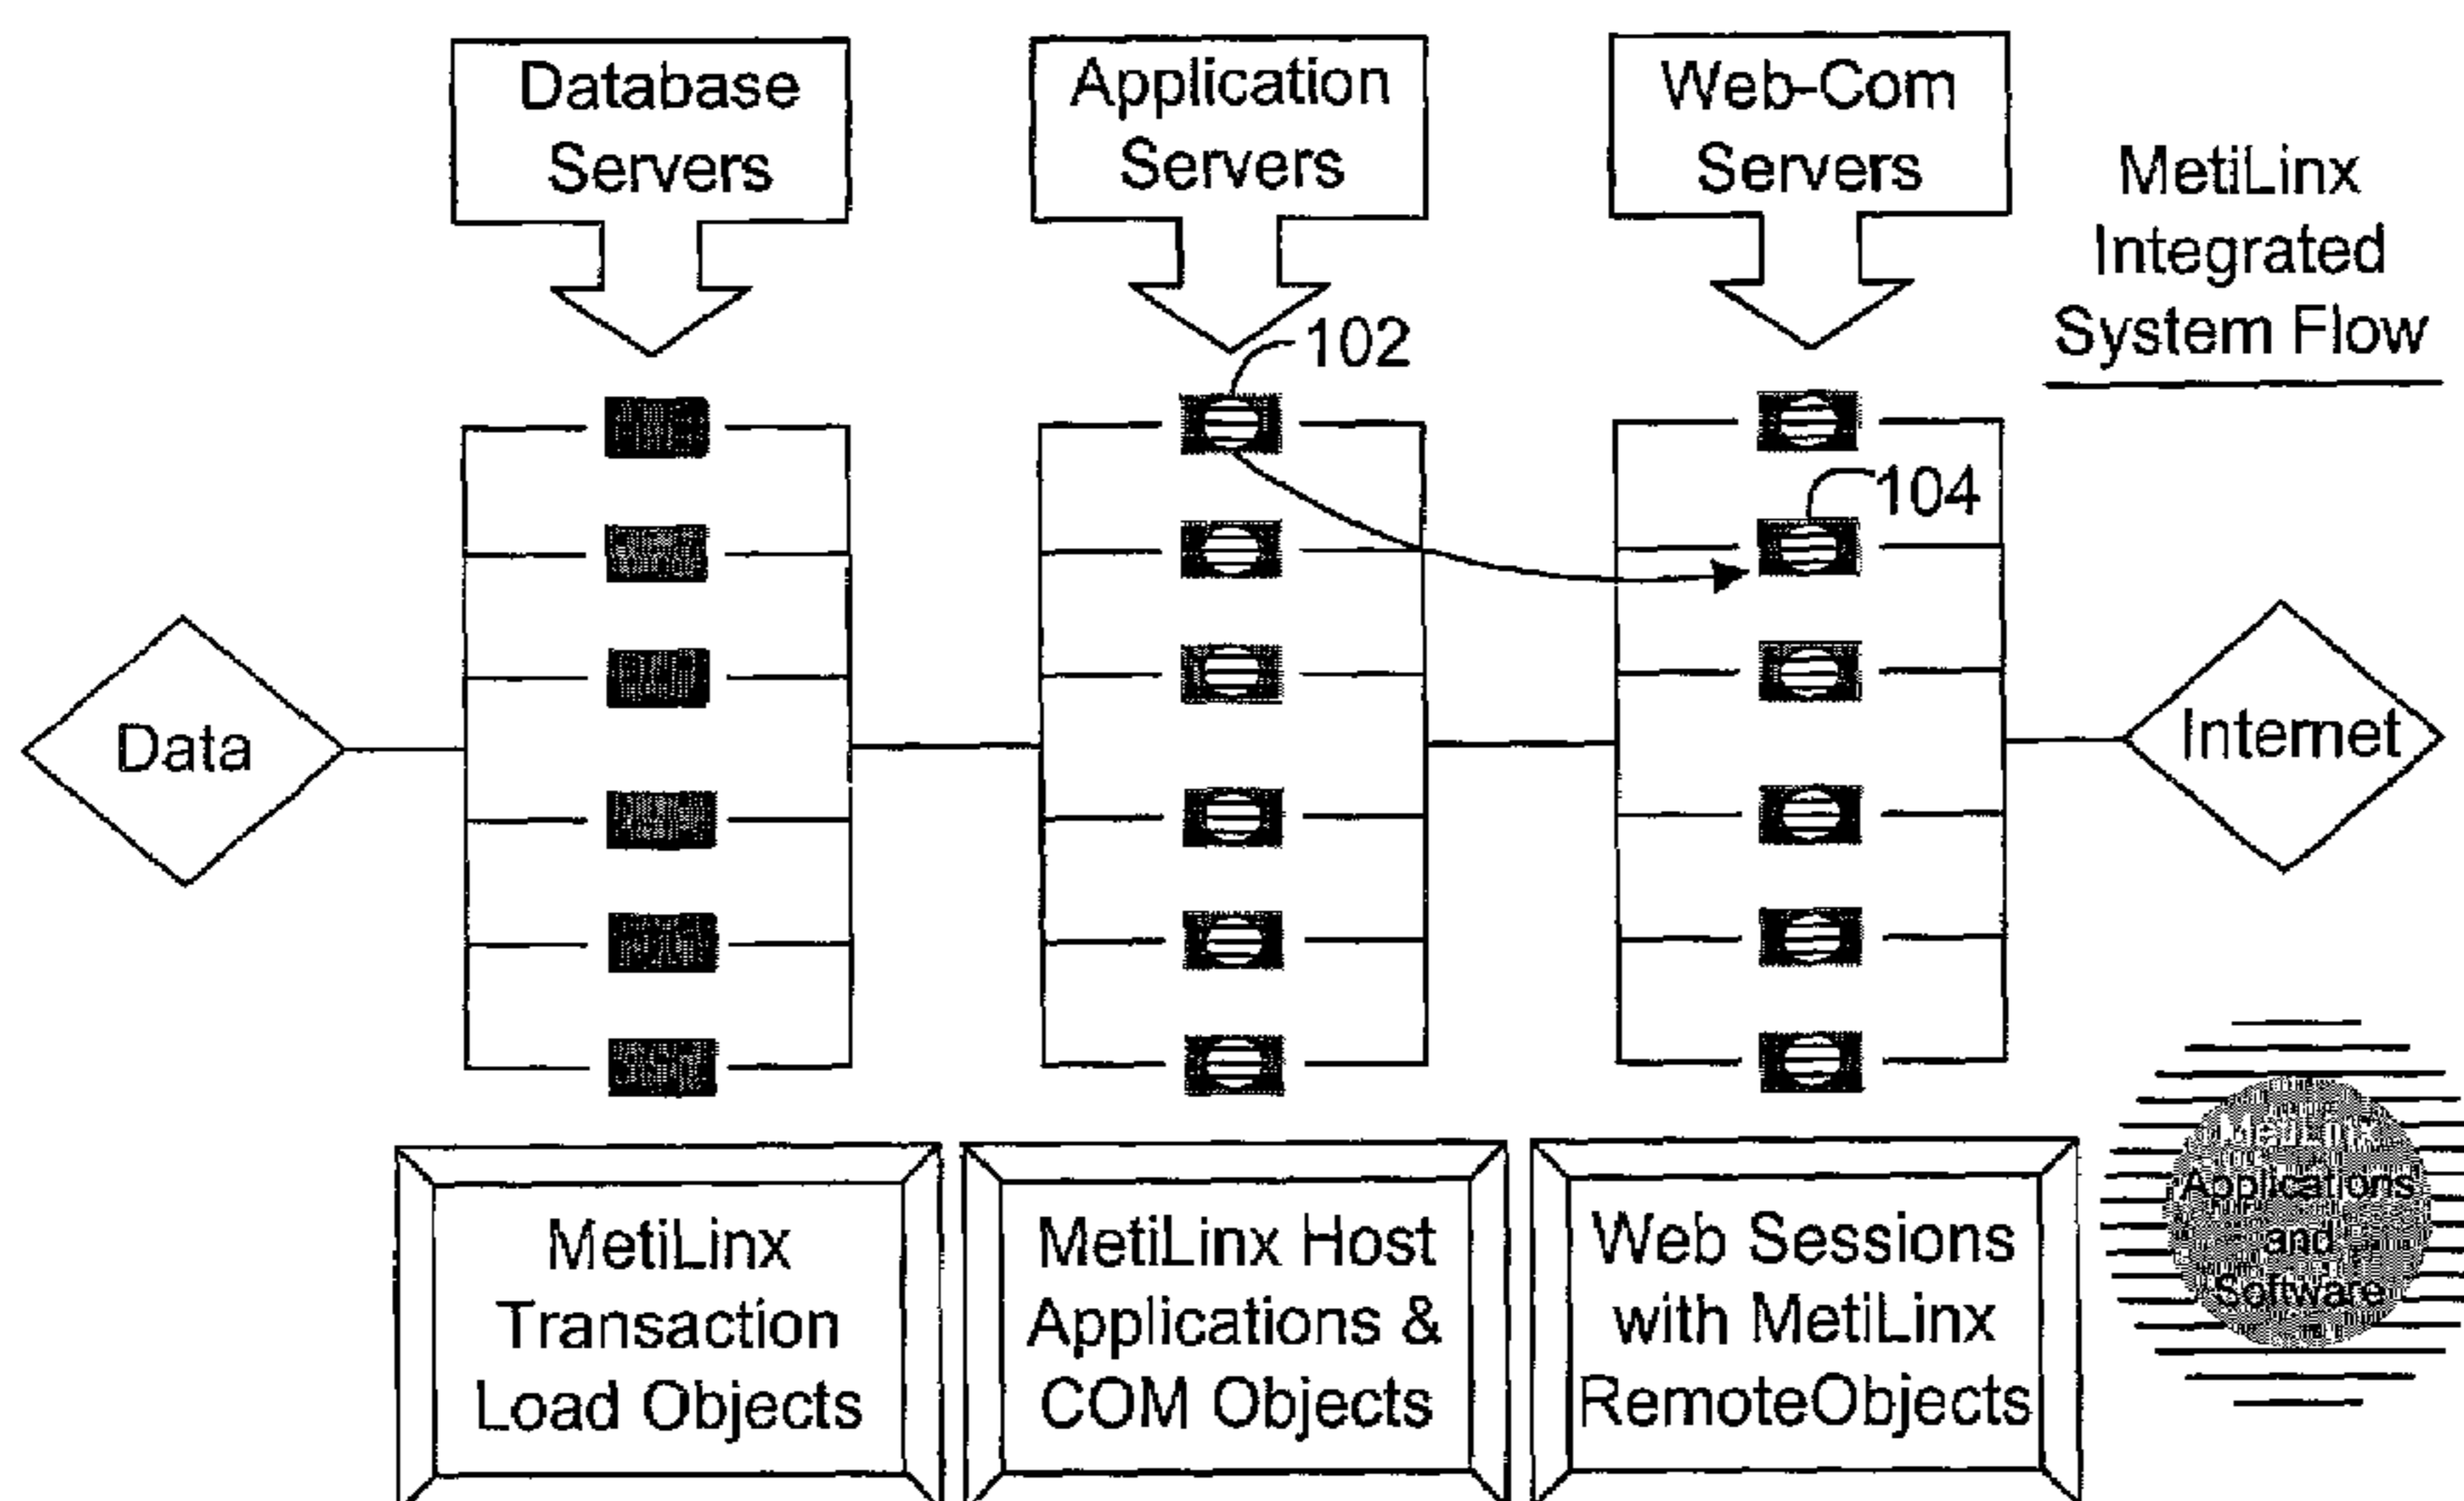 Database
Servers
Application
Servers
Web-Com
Servers
MetiLinx
Integrated
System Flow
102
104
Data
Internet
MetiLinx
Transaction
Load Objects
MetiLinx Host
Applications &
COM Objects
Web Sessions
with MetiLinx
RemoteObjects
MetiLinx
Applications
and
Software